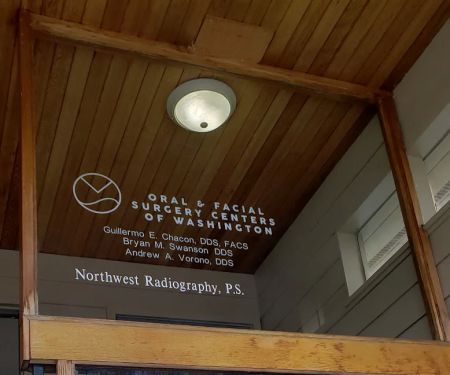 ORAL & FACIAL
SURGERY CENTERS
OF WASHINGTON
Guillermo E. Chacon, DDS, FACS
Bryan M. Swanson DDS
Andrew A. Vorono, DDS
Northwest Radiography, P.S.